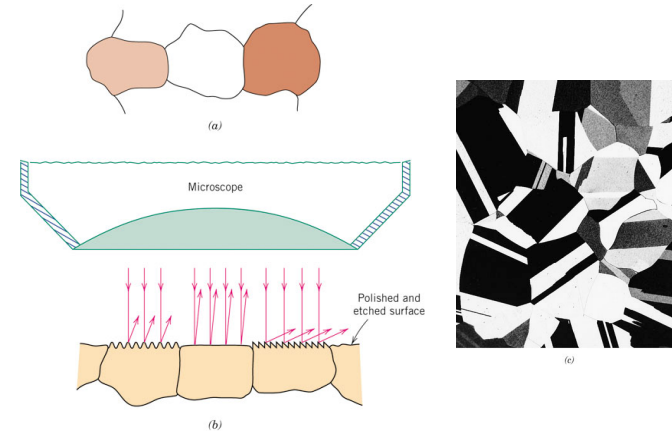 (a)
Microscope
Polished and
etched surface
(b)
(c)